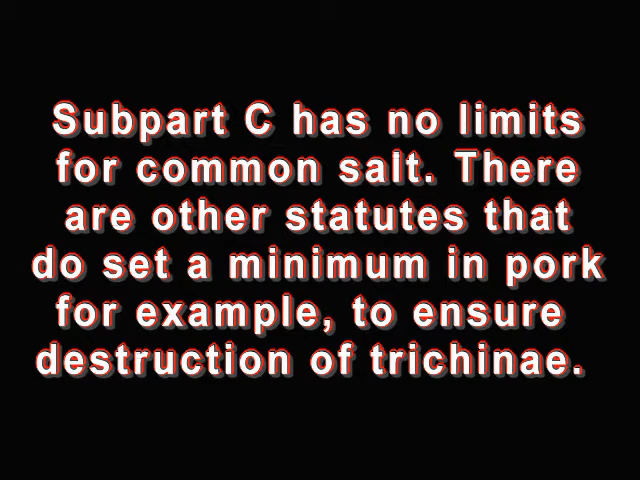 Subpart C has no limits
for common salt. There
are other statutes that
do set a minimum in pork
for example, to ensure
destruction of trichinae.